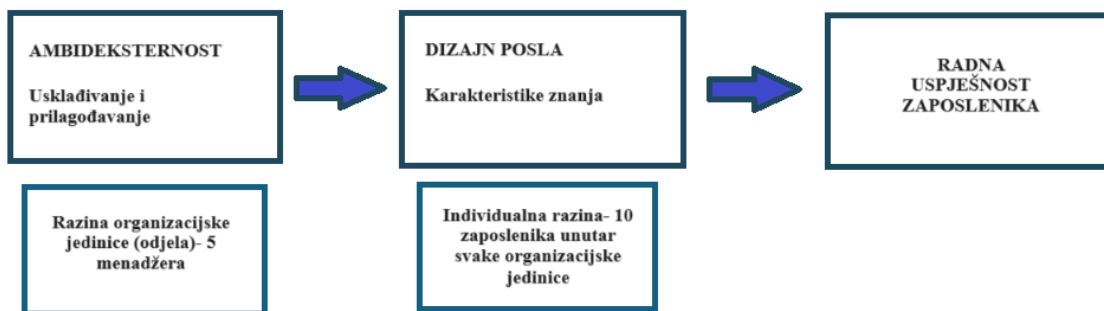 AMBIDEKSTERNOST
Usklađivanje i
prilagođavanje
DIZAJN POSLA
Karakteristike znanja
RADNA
USPJEŠNOST
ZAPOSLENIKA
Razina organizacijske
jedinice (odjela)- 5
menadžera
Individualna razina- 10
zaposlenika unutar
svake organizacijske
jedinice